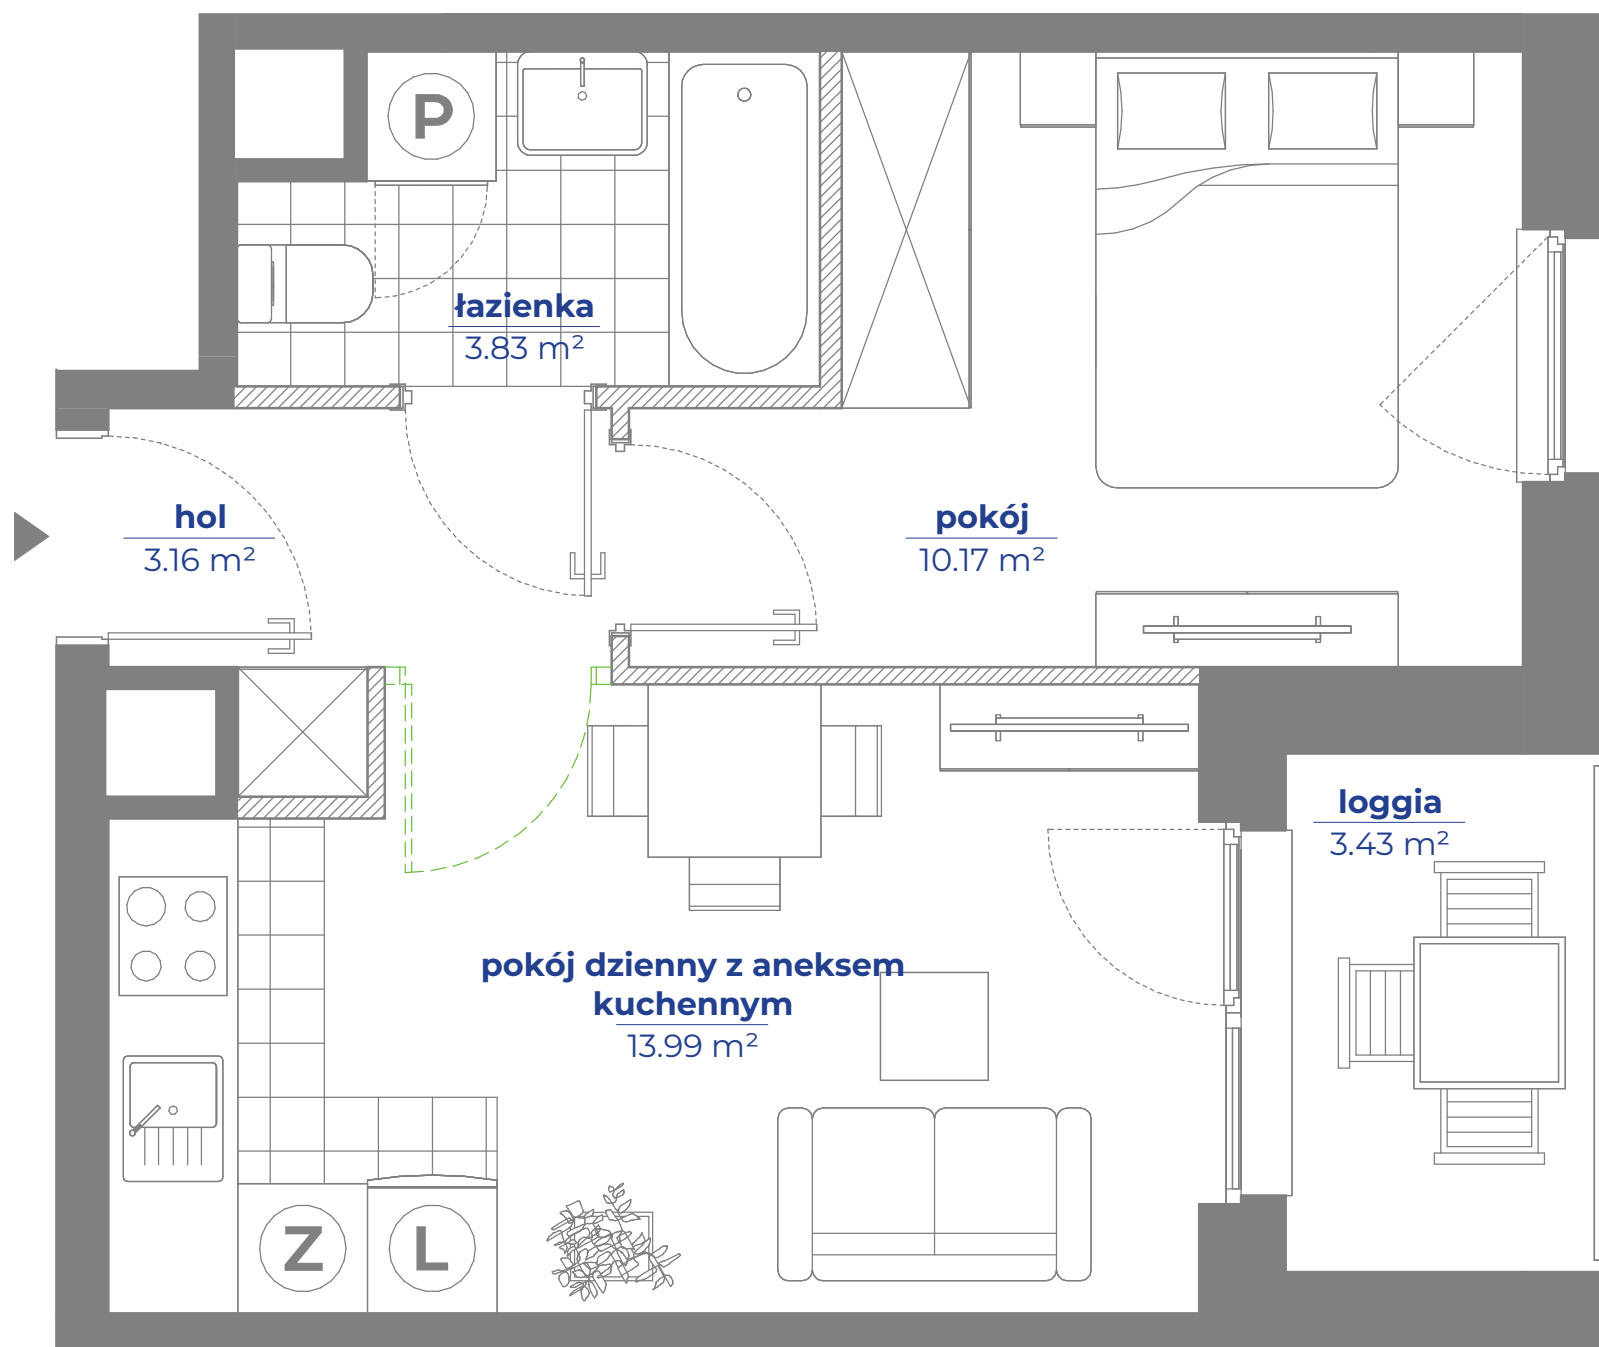 P
łazienka
3.83 m²
hol
3.16 m²
pokój
10.17 m²
loggia
3.43 m²
pokój dzienny z aneksem
kuchennym
13.99 m²
Z
L